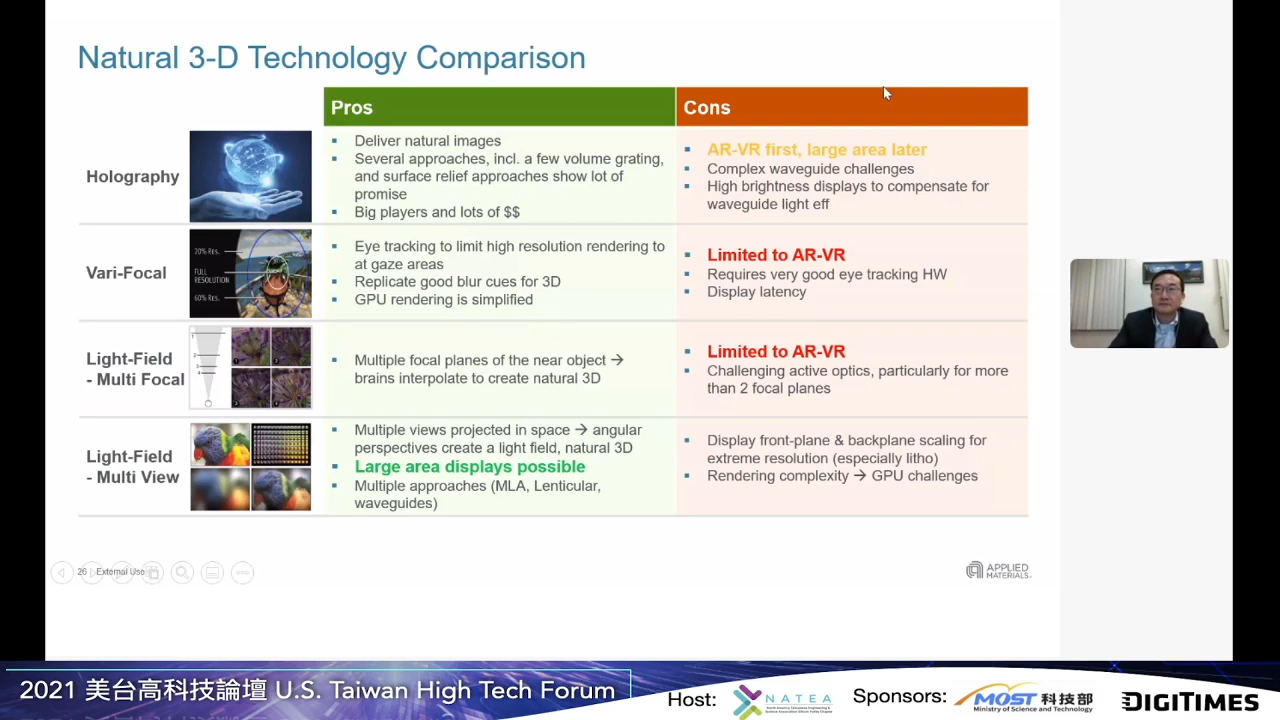 Natural 3-D Technology Comparison
Pros
Cons
Holography
Deliver natural images
Several approaches, incl. a few volume grating,
and surface relief approaches show lot of
promise
Big players and lots of $$
AR-VR first, large area later
Complex waveguide challenges
High brightness displays to compensate for
waveguide light eff
Vari-Focal
20% Res.
FULL
RESOLUTION
60% Res.
Eye tracking to limit high resolution rendering to
at gaze areas
Replicate good blur cues for 3D
GPU rendering is simplified
Limited to AR-VR
Requires very good eye tracking HW
Display latency
Light-Field
- Multi Focal
Multiple focal planes of the near object →
brains interpolate to create natural 3D
Limited to AR-VR
Challenging active optics, particularly for more
than 2 focal planes
Light-Field
- Multi View
Multiple views projected in space → angular
perspectives create a light field, natural 3D
Large area displays possible
Multiple approaches (MLA, Lenticular,
waveguides)
Display front-plane & backplane scaling for
extreme resolution (especially litho)
Rendering complexity → GPU challenges
26 External Use
APPLIED
MATERIALS
2021 美台高科技論壇 U.S. Taiwan High Tech Forum
Host:
NATEA
Sponsors:
MOST 科技部
Ministry of Science and Technology
DIGITIMES